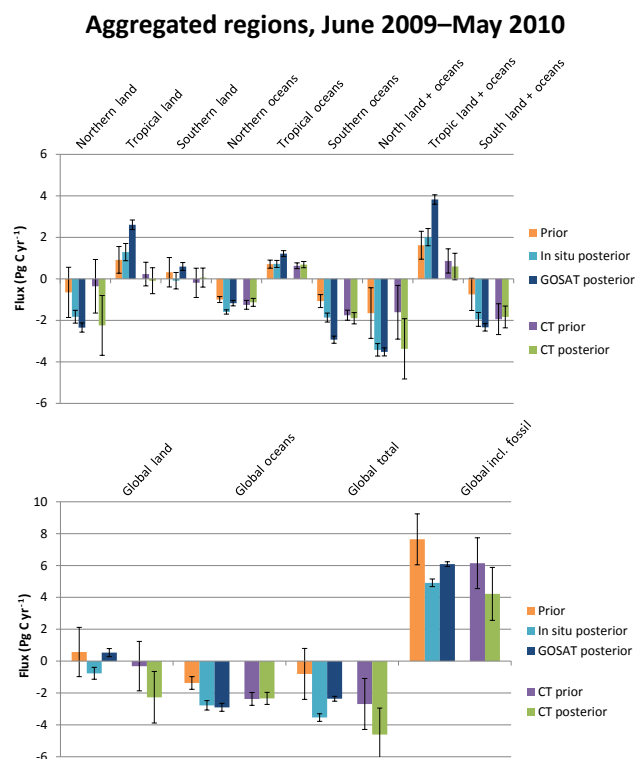 Aggregated regions, June 2009–May 2010
Northern land
Tropical land
Southern land
Northern oceans
Tropical oceans
Southern oceans
North land + oceans
Tropic land + oceans
South land + oceans
6
4
2
0
-2
-4
-6
Flux (Pg C yr⁻¹)
Prior
In situ posterior
GOSAT posterior
CT prior
CT posterior
Global land
Global oceans
Global total
Global incl. fossil
10
8
6
4
2
0
-2
-4
-6
Flux (Pg C yr⁻¹)
Prior
In situ posterior
GOSAT posterior
CT prior
CT posterior